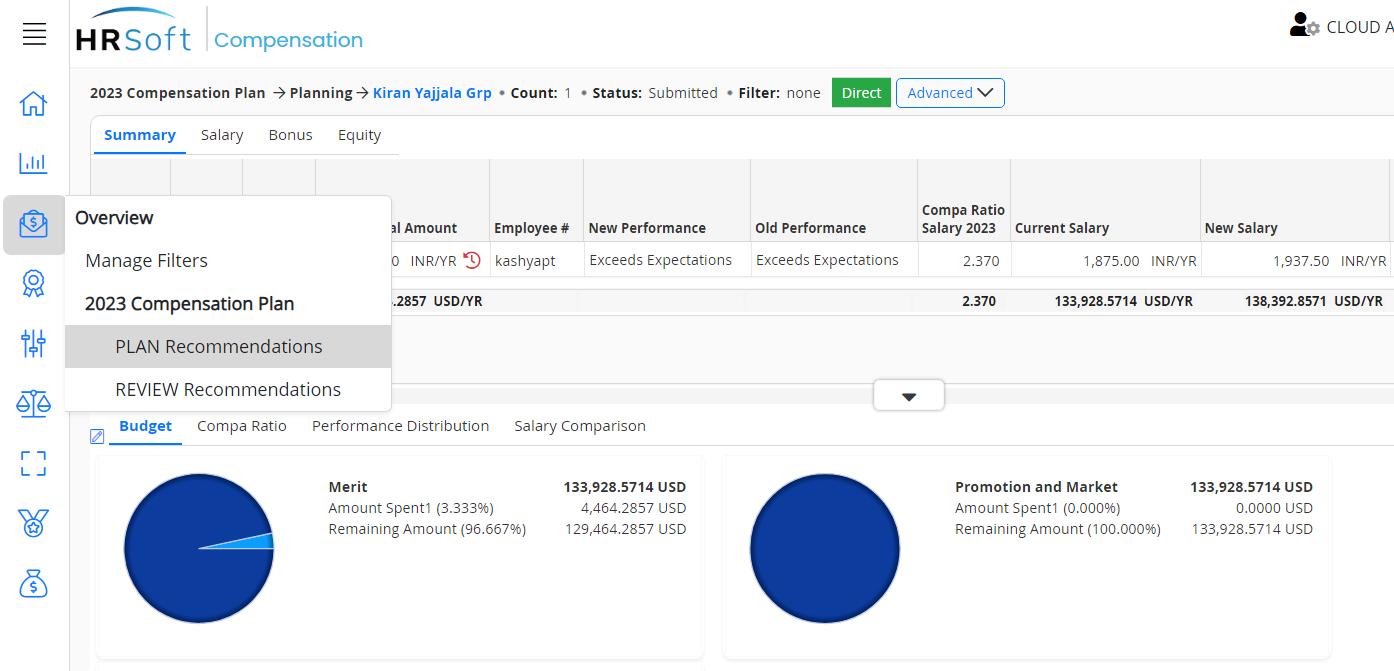 HRSoft Compensation
CLOUD A
2023 Compensation Plan → Planning → Kiran Yajjala Grp • Count: 1 • Status: Submitted • Filter: none Direct Advanced
Summary Salary Bonus Equity
al Amount Employee # New Performance Old Performance Compa Ratio Salary 2023 Current Salary New Salary
0 INR/YR kashyapt Exceeds Expectations Exceeds Expectations 2.370 1,875.00 INR/YR 1,937.50 INR/YR
.2857 USD/YR 2.370 133,928.5714 USD/YR 138,392.8571 USD/YR
Overview
Manage Filters
2023 Compensation Plan
PLAN Recommendations
REVIEW Recommendations
Budget Compa Ratio Performance Distribution Salary Comparison
Merit 133,928.5714 USD
Amount Spent1 (3.333%) 4,464.2857 USD
Remaining Amount (96.667%) 129,464.2857 USD
Promotion and Market 133,928.5714 USD
Amount Spent1 (0.000%) 0.0000 USD
Remaining Amount (100.000%) 133,928.5714 USD